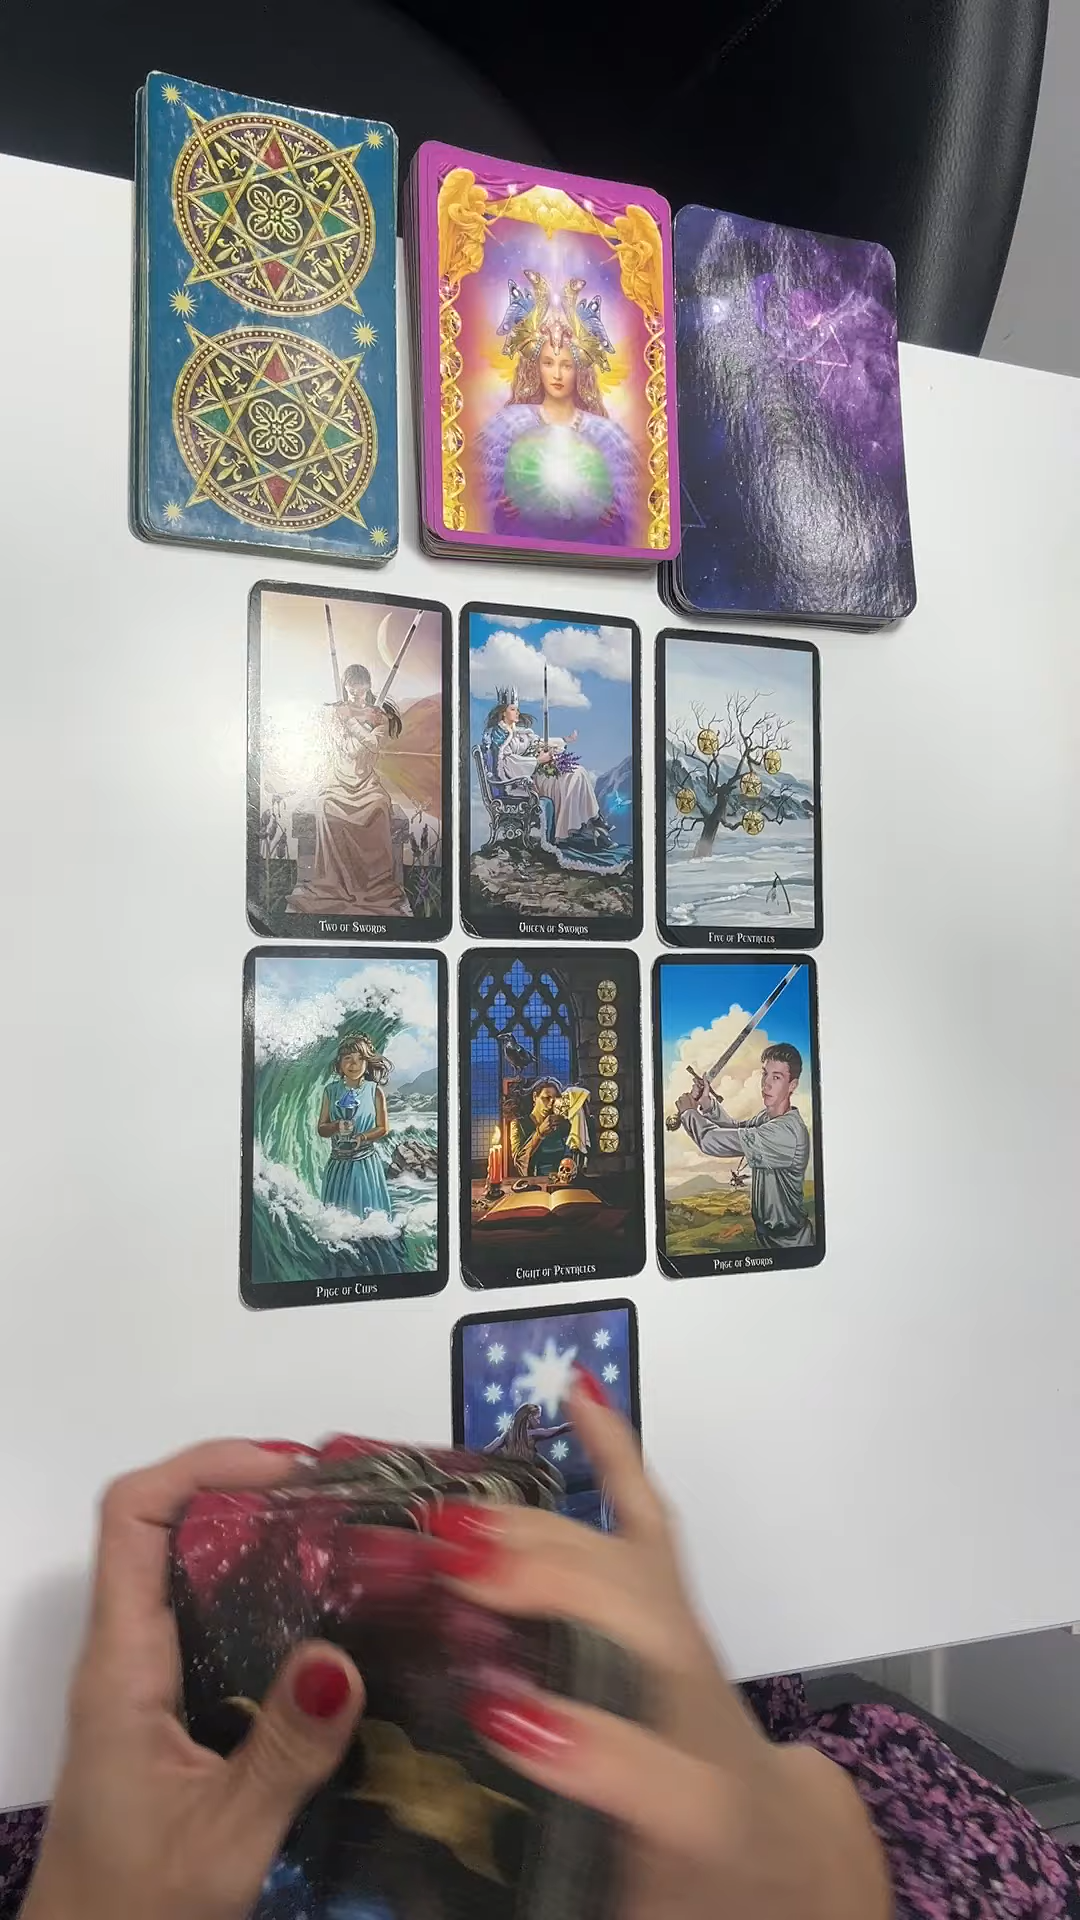 Two of Swords
Queen of Swords
Five of Pentacles
Page of Cups
Eight of Pentacles
Page of Swords